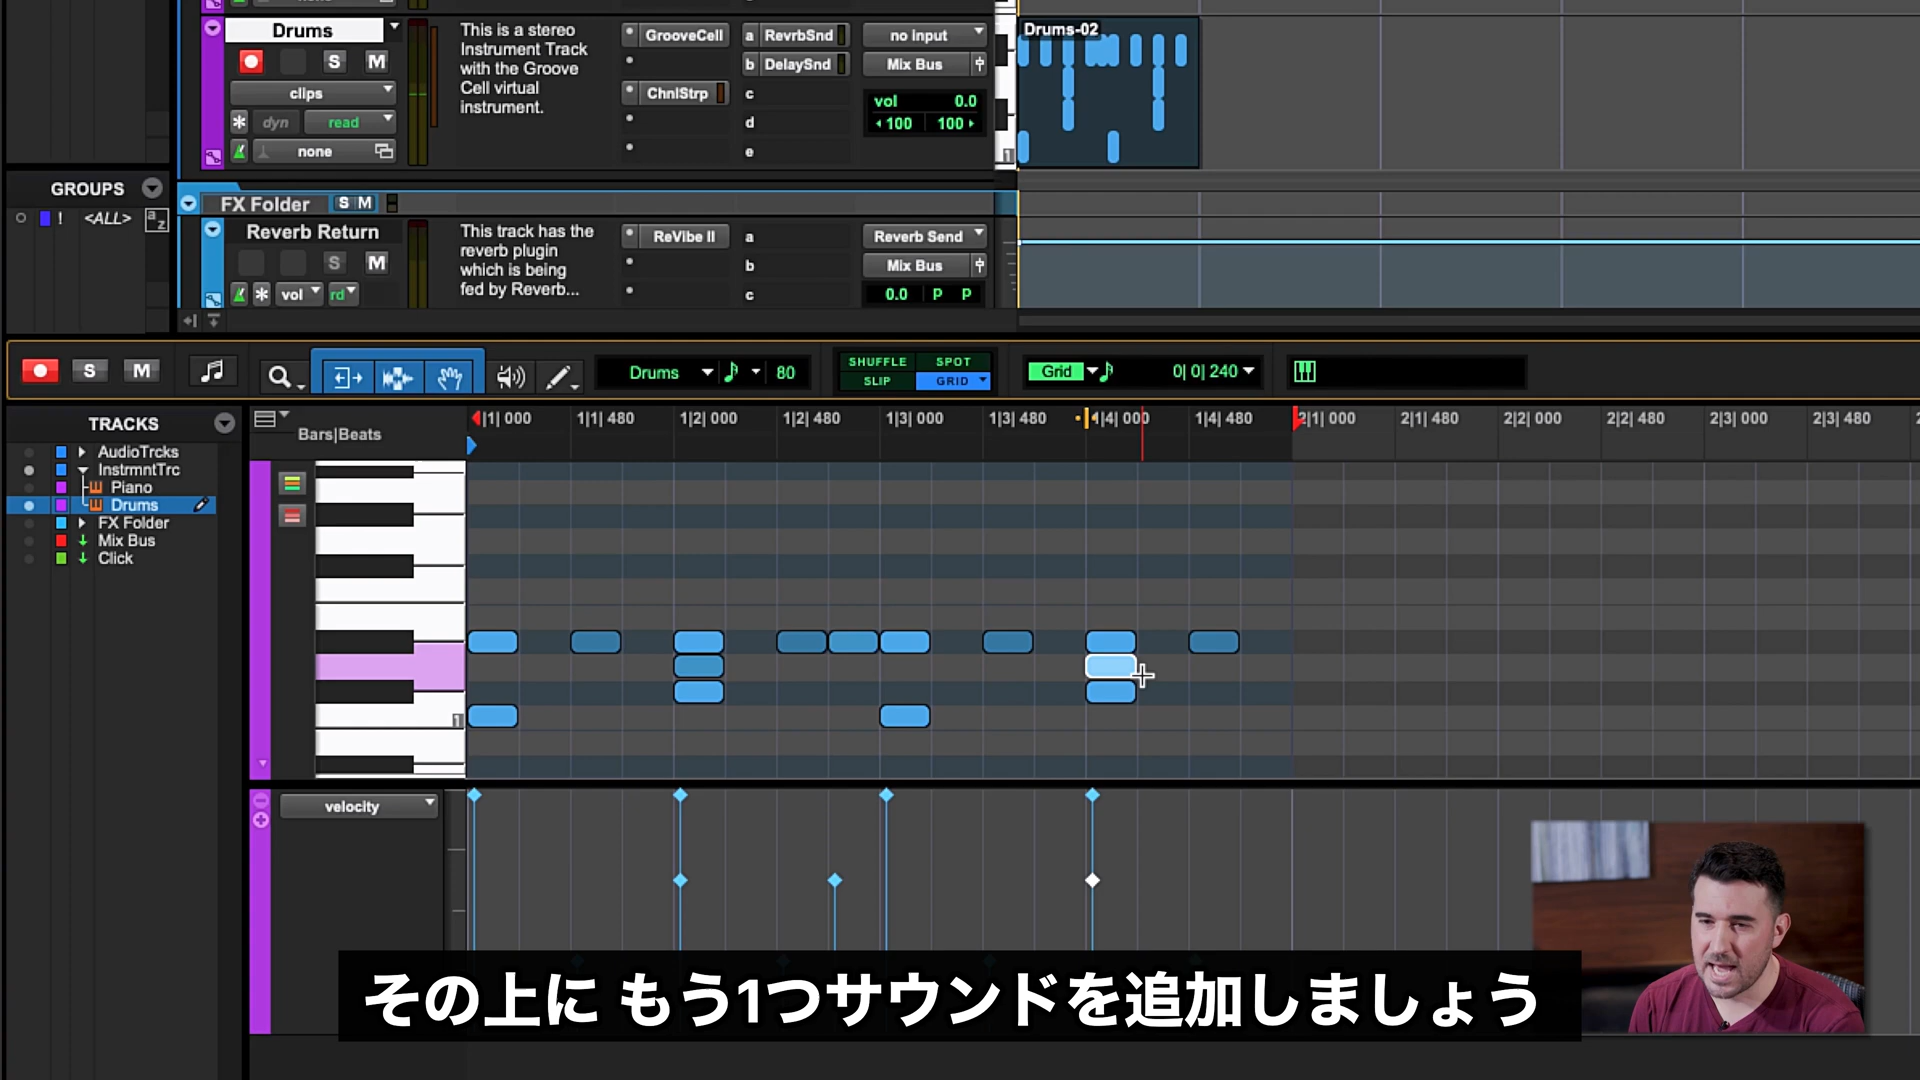 Drums
This is a stereo
Instrument Track
with the Groove
Cell virtual
instrument.
GrooveCell
a RevrbSnd
no input
b DelaySnd
Mix Bus
S M
clips
ChnlStrp
c
vol 0.0
dyn read
d
100 100
none
e
1
Drums-02
GROUPS
! <ALL> a z
FX Folder S M
Reverb Return
This track has the
reverb plugin
which is being
fed by Reverb...
ReVibe II
a
Reverb Send
S M
b
Mix Bus
vol rd
c
0.0 P P
S M
Drums 80
SHUFFLE SPOT
SLIP GRID
Grid 0| 0| 240
TRACKS
AudioTrcks
InstrmntTrc
Piano
Drums
FX Folder
Mix Bus
Click
Bars|Beats
|1| 000 1|1| 480 1|2| 000 1|2| 480 1|3| 000 1|3| 480 1|4| 000 1|4| 480 2|1| 000 2|1| 480 2|2| 000 2|2| 480 2|3| 000 2|3| 480
1
velocity
その上に もう1つサウンドを追加しましょう